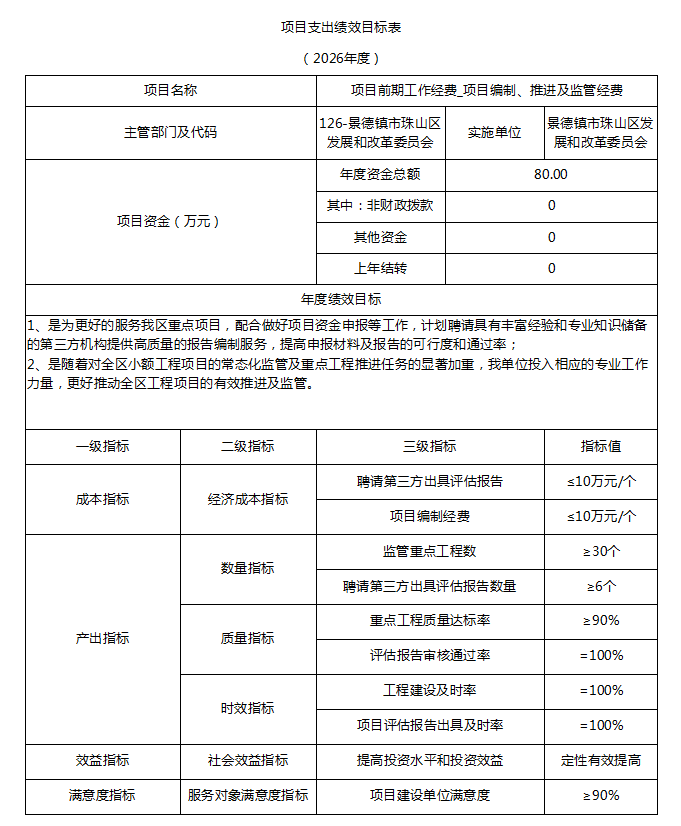 项目支出绩效目标表
（2026年度）
项目名称 项目前期工作经费_项目编制、推进及监管经费
主管部门及代码 126-景德镇市珠山区发展和改革委员会 实施单位 景德镇市珠山区发展和改革委员会
项目资金（万元） 年度资金总额 80.00
其中：非财政拨款 0
其他资金 0
上年结转 0
年度绩效目标
1、是为更好的服务我区重点项目，配合做好项目资金申报等工作，计划聘请具有丰富经验和专业知识储备
的第三方机构提供高质量的报告编制服务，提高申报材料及报告的可行度和通过率；
2、是随着对全区小额工程项目的常态化监管及重点工程推进任务的显著加重，我单位投入相应的专业工作
力量，更好推动全区工程项目的有效推进及监管。
一级指标 二级指标 三级指标 指标值
成本指标 经济成本指标 聘请第三方出具评估报告 ≤10万元/个
项目编制经费 ≤10万元/个
产出指标 数量指标 监管重点工程数 ≥30个
聘请第三方出具评估报告数量 ≥6个
质量指标 重点工程质量达标率 ≥90%
评估报告审核通过率 =100%
时效指标 工程建设及时率 =100%
项目评估报告出具及时率 =100%
效益指标 社会效益指标 提高投资水平和投资效益 定性有效提高
满意度指标 服务对象满意度指标 项目建设单位满意度 ≥90%